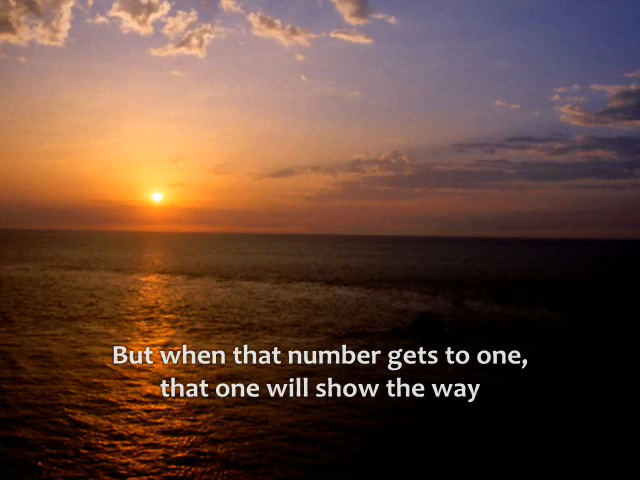 But when that number gets to one,
that one will show the way